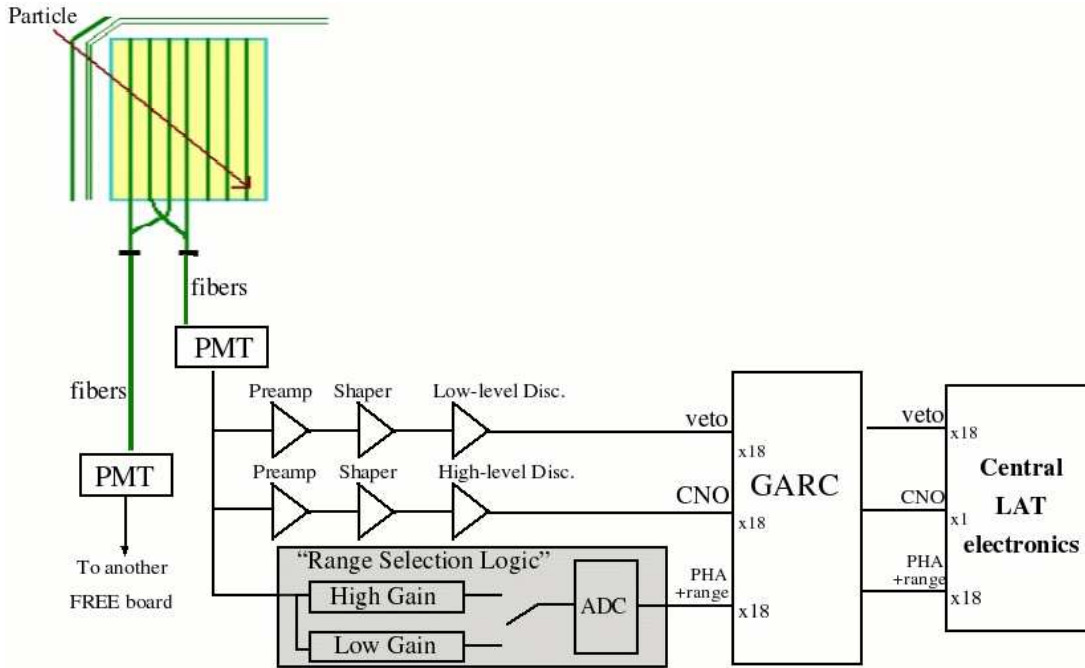 Particle
fibers
PMT
fibers
PMT
To another
FREE board
Preamp Shaper Low-level Disc.
veto
x18
Preamp Shaper High-level Disc.
CNO
x18
“Range Selection Logic”
High Gain
Low Gain
ADC
PHA
+range
x18
GARC
veto
x18
CNO
x1
PHA
+range
x18
Central
LAT
electronics